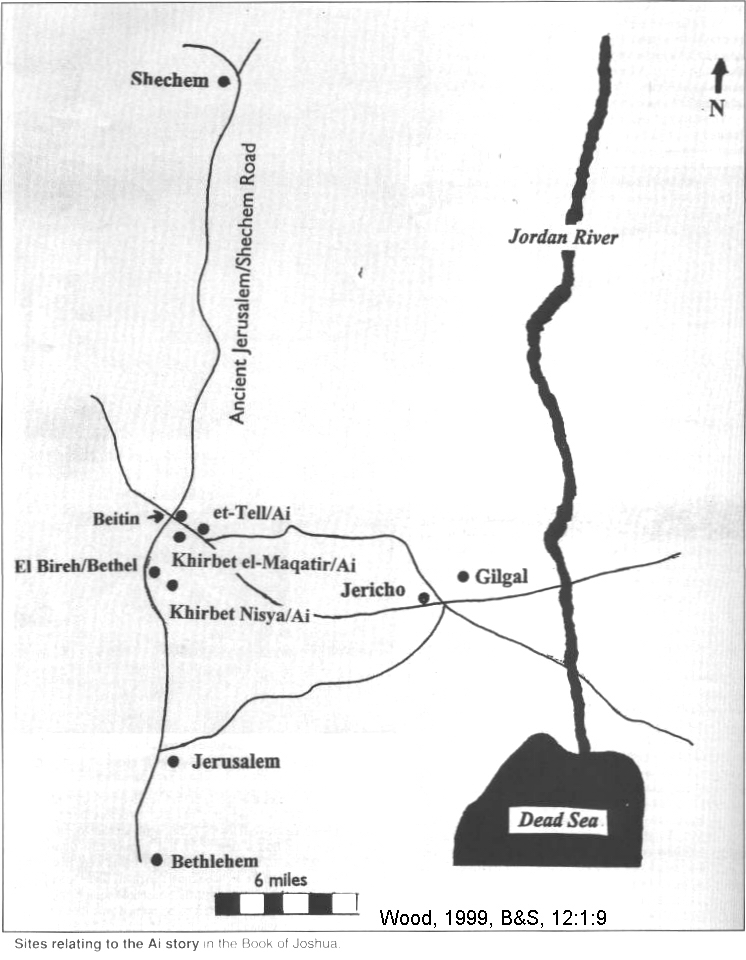 Shechem
N
Ancient Jerusalem/Shechem Road
Jordan River
Beitin
et-Tell/Ai
Khirbet el-Maqatir/Ai
El Bireh/Bethel
Jericho
Gilgal
Khirbet Nisya/Ai
Jerusalem
Dead Sea
Bethlehem
6 miles
Wood, 1999, B&S, 12:1:9
Sites relating to the Ai story in the Book of Joshua.